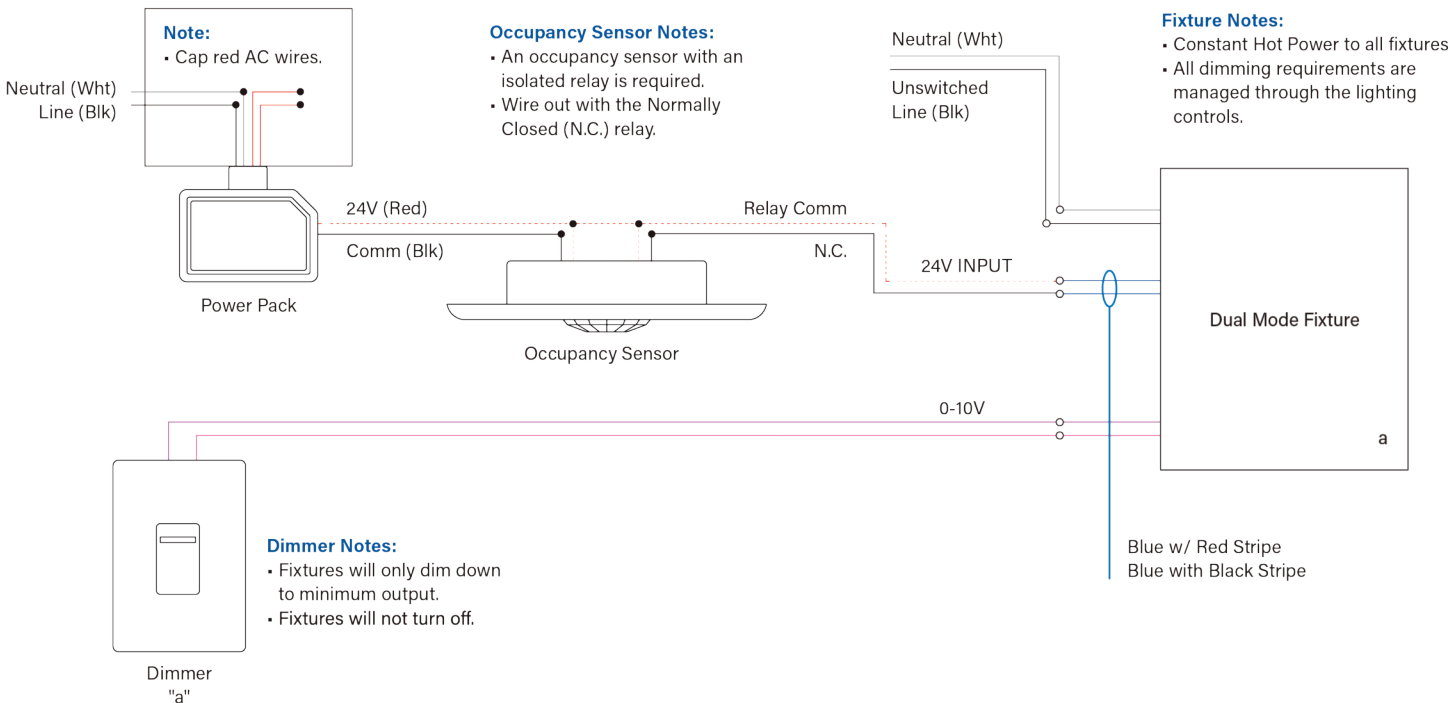 Note:
▪ Cap red AC wires.
Neutral (Wht)
Line (Blk)
Occupancy Sensor Notes:
▪ An occupancy sensor with an
isolated relay is required.
▪ Wire out with the Normally
Closed (N.C.) relay.
Neutral (Wht)
Unswitched
Line (Blk)
Fixture Notes:
▪ Constant Hot Power to all fixtures
▪ All dimming requirements are
managed through the lighting
controls.
24V (Red)
Comm (Blk)
Power Pack
Relay Comm
N.C.
Occupancy Sensor
24V INPUT
Dual Mode Fixture
0-10V
a
Dimmer Notes:
▪ Fixtures will only dim down
to minimum output.
▪ Fixtures will not turn off.
Blue w/ Red Stripe
Blue with Black Stripe
Dimmer
"a"